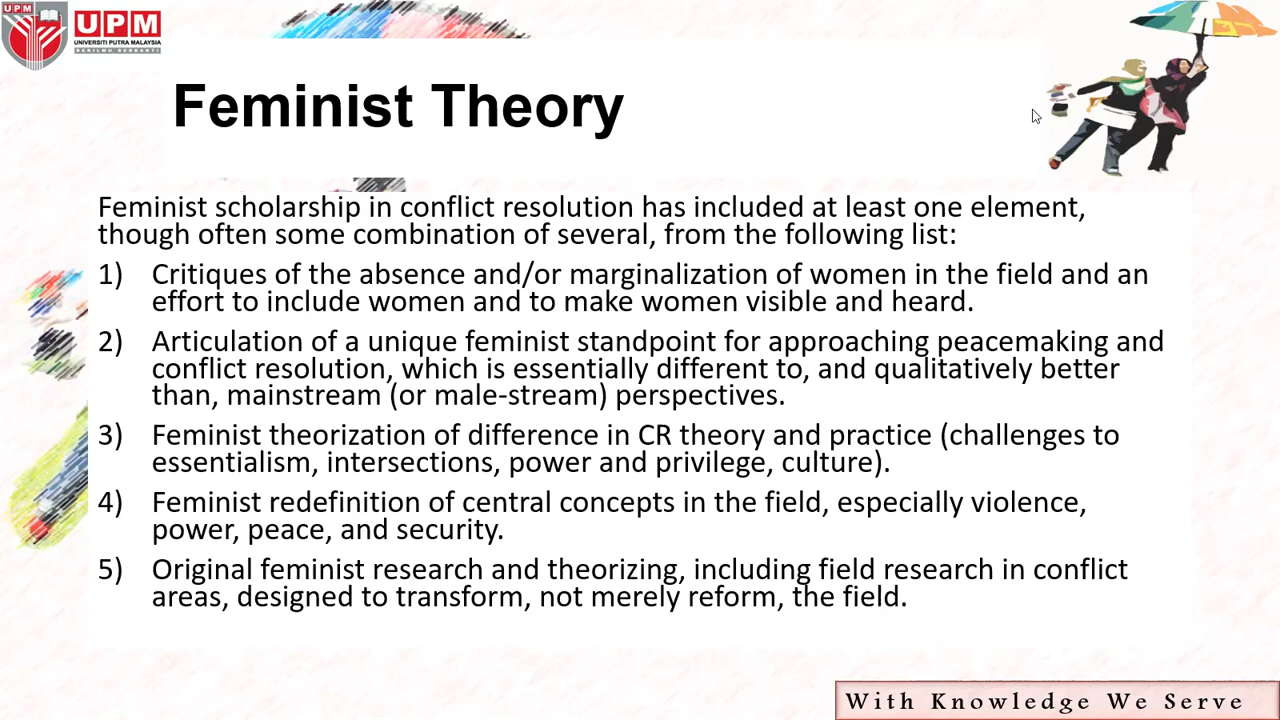 UPM
UPM
UNIVERSITI PUTRA MALAYSIA
BERILMU BERBAKTI
Feminist Theory
Feminist scholarship in conflict resolution has included at least one element,
though often some combination of several, from the following list:
1) Critiques of the absence and/or marginalization of women in the field and an
effort to include women and to make women visible and heard.
2) Articulation of a unique feminist standpoint for approaching peacemaking and
conflict resolution, which is essentially different to, and qualitatively better
than, mainstream (or male-stream) perspectives.
3) Feminist theorization of difference in CR theory and practice (challenges to
essentialism, intersections, power and privilege, culture).
4) Feminist redefinition of central concepts in the field, especially violence,
power, peace, and security.
5) Original feminist research and theorizing, including field research in conflict
areas, designed to transform, not merely reform, the field.
With Knowledge We Serve